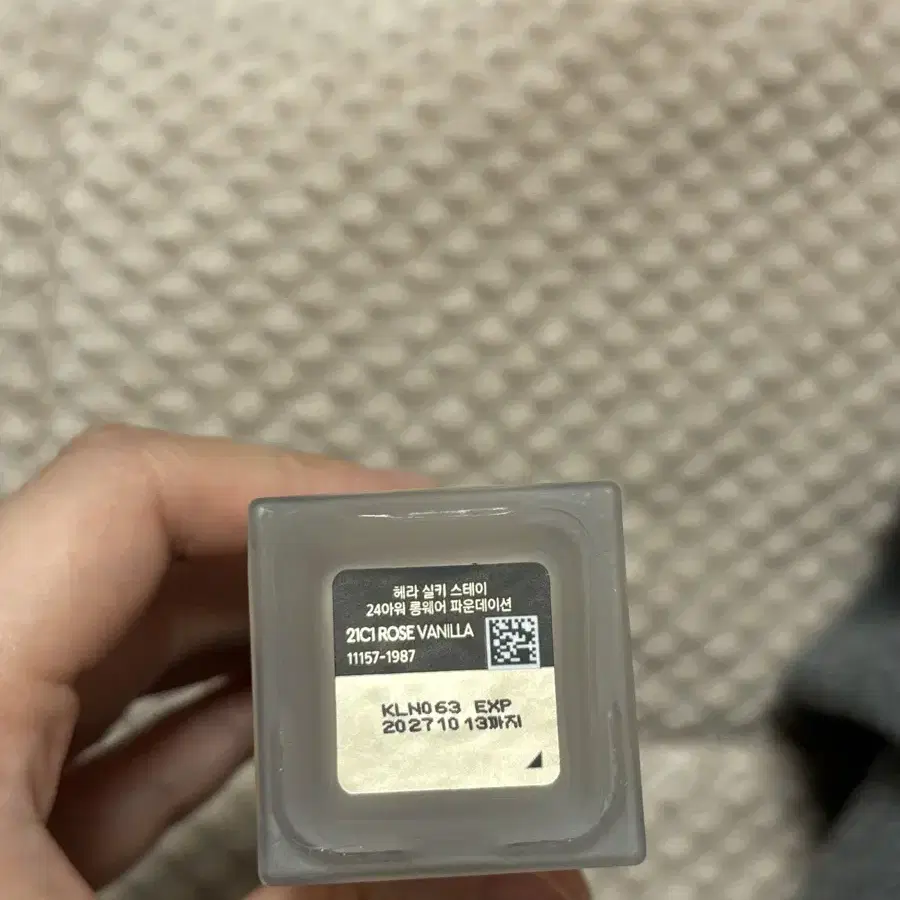 헤라 실키 스테이
24아워 롱웨어 파운데이션
21C1 ROSE VANILLA
11157-1987
KLN063 EXP
20271013까지